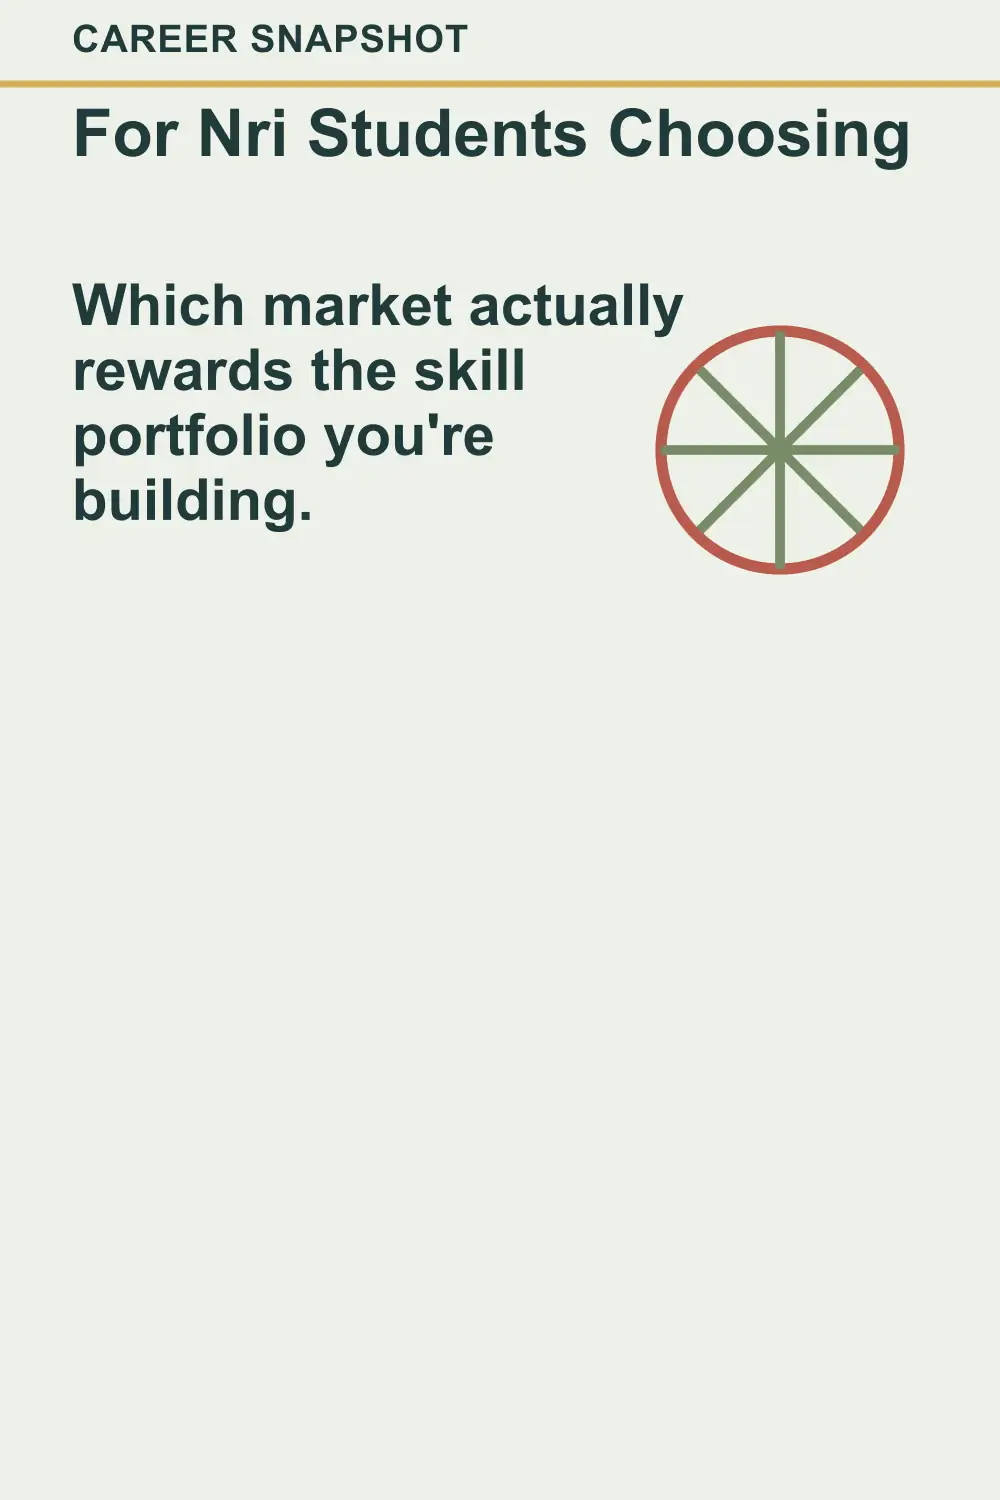 CAREER SNAPSHOT
For Nri Students Choosing
Which market actually
rewards the skill
portfolio you're
building.